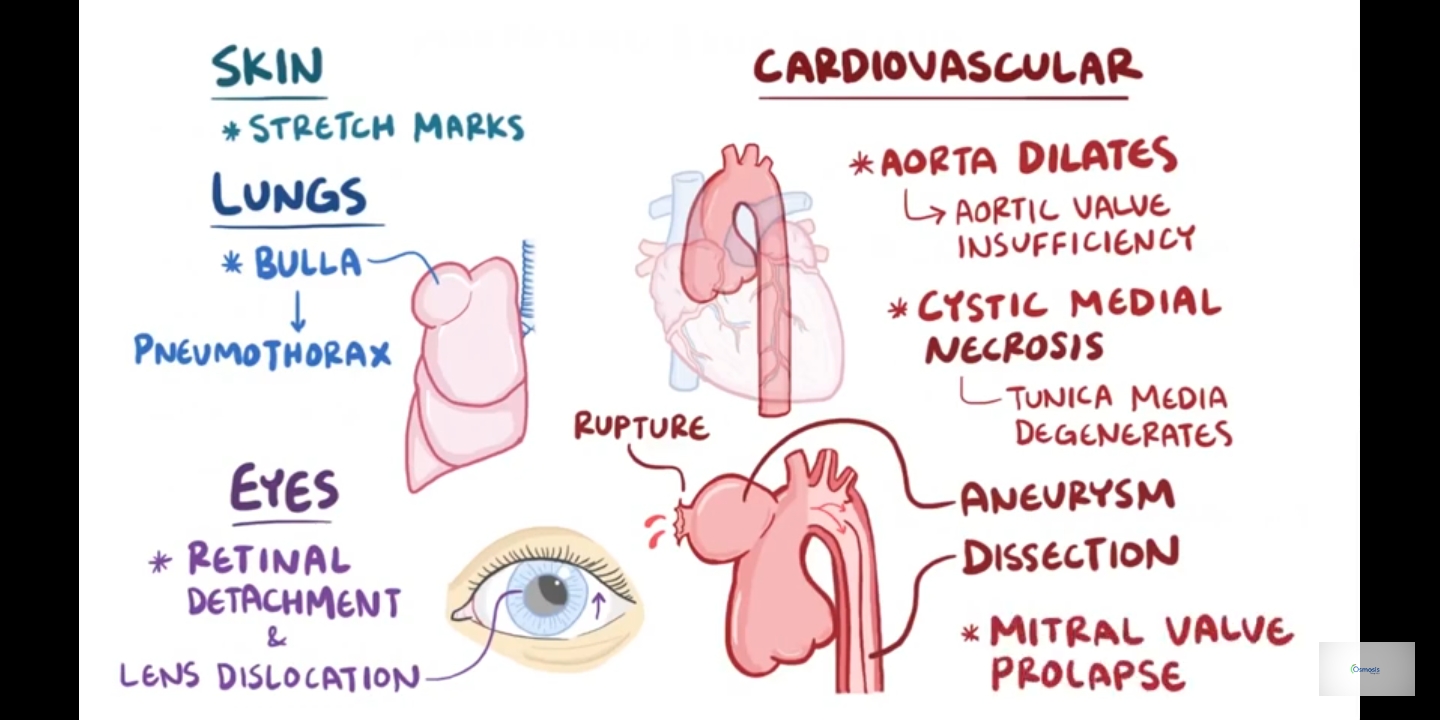 SKIN
* STRETCH MARKS
LUNGS
* BULLA
PNEUMOTHORAX
EYES
* RETINAL
DETACHMENT
&
LENS DISLOCATION
CARDIOVASCULAR
* AORTA DILATES
AORTIC VALVE
INSUFFICIENCY
* CYSTIC MEDIAL
NECROSIS
TUNICA MEDIA
DEGENERATES
RUPTURE
ANEURYSM
DISSECTION
* MITRAL VALVE
PROLAPSE
Osmosis